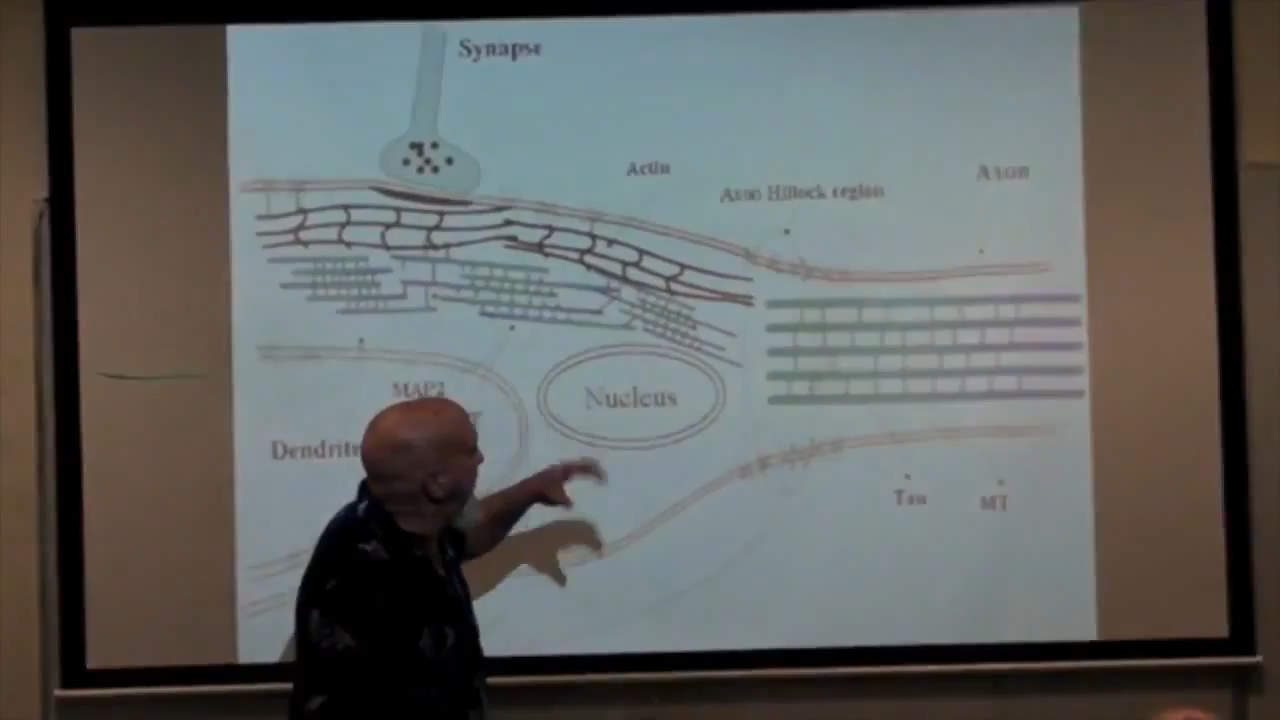 Synapse
Actin
Axon
Axon Hillock region
MAP2
Nucleus
Dendrite
Tau
MT